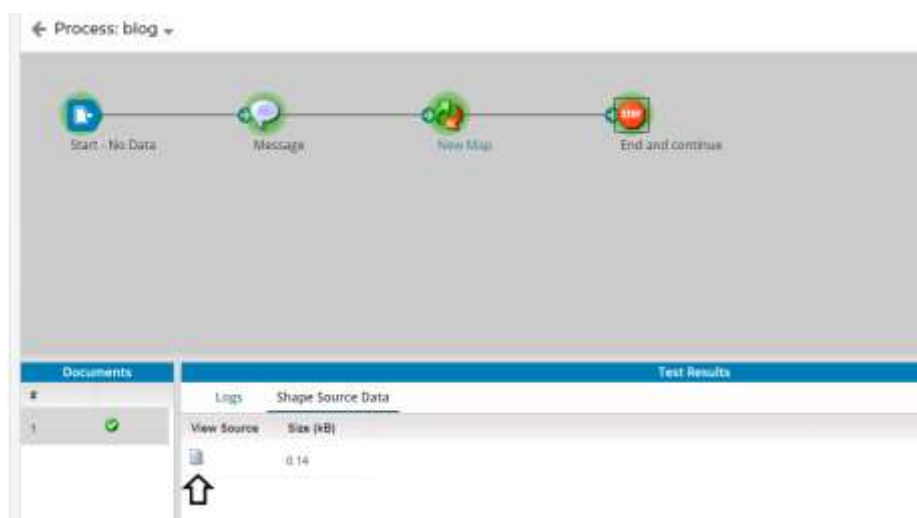 Process: blog
STOP
Start - No Data
Message
New Map
End and continue
Documents
Test Results
#
Logs
Shape Source Data
1
View Source
Size (kB)
0.14